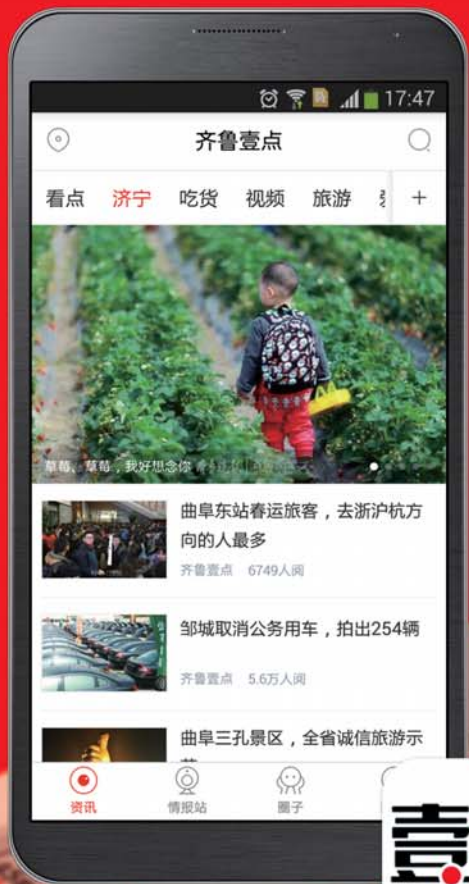 17:47
齐鲁壹点
看点 济宁 吃货 视频 旅游
+
草莓、草莓，我好想念你
曲阜东站春运旅客，去浙沪杭方
向的人最多
齐鲁壹点 6749人阅
邹城取消公务用车，拍出254辆
齐鲁壹点 5.6万人阅
曲阜三孔景区，全省诚信旅游示
资讯 情报站 圈子
壹